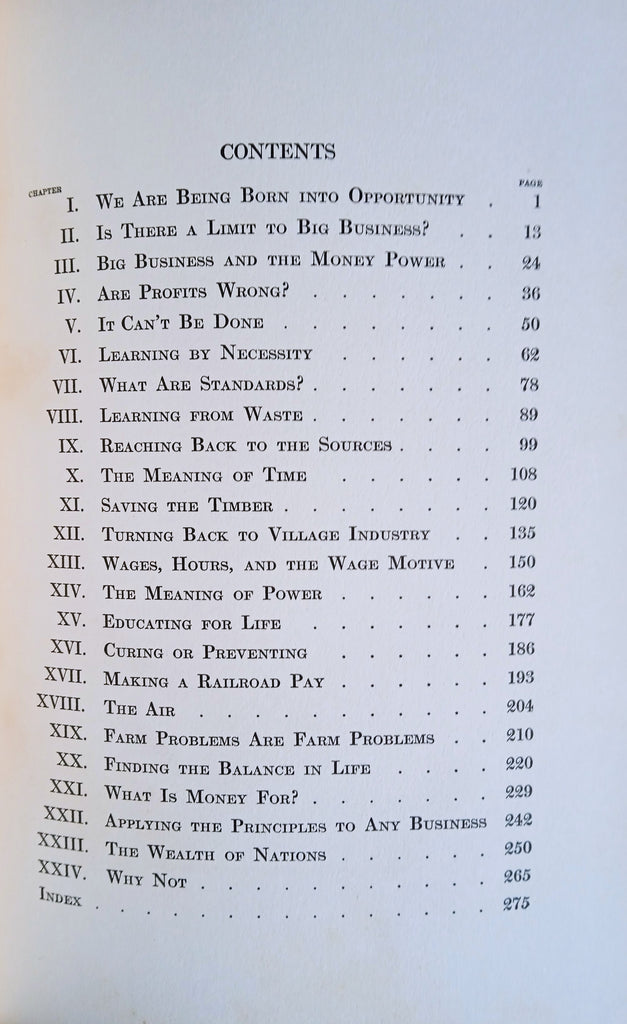 CONTENTS
CHAPTER PAGE
I. We Are Being Born into Opportunity . 1
II. Is There a Limit to Big Business? . . 13
III. Big Business and the Money Power . . 24
IV. Are Profits Wrong? . . . . . . 36
V. It Can't Be Done . . . . . . . 50
VI. Learning by Necessity . . . . . 62
VII. What Are Standards? . . . . . . 78
VIII. Learning from Waste . . . . . . 89
IX. Reaching Back to the Sources . . . . 99
X. The Meaning of Time . . . . . 108
XI. Saving the Timber . . . . . . . 120
XII. Turning Back to Village Industry . . 135
XIII. Wages, Hours, and the Wage Motive . 150
XIV. The Meaning of Power . . . . . 162
XV. Educating for Life . . . . . . 177
XVI. Curing or Preventing . . . . . 186
XVII. Making a Railroad Pay . . . . . 193
XVIII. The Air . . . . . . . . . . 204
XIX. Farm Problems Are Farm Problems . . 210
XX. Finding the Balance in Life . . . . 220
XXI. What Is Money For? . . . . . . 229
XXII. Applying the Principles to Any Business 242
XXIII. The Wealth of Nations . . . . . 250
XXIV. Why Not . . . . . . . . . . 265
Index . . . . . . . . . . . . . 275